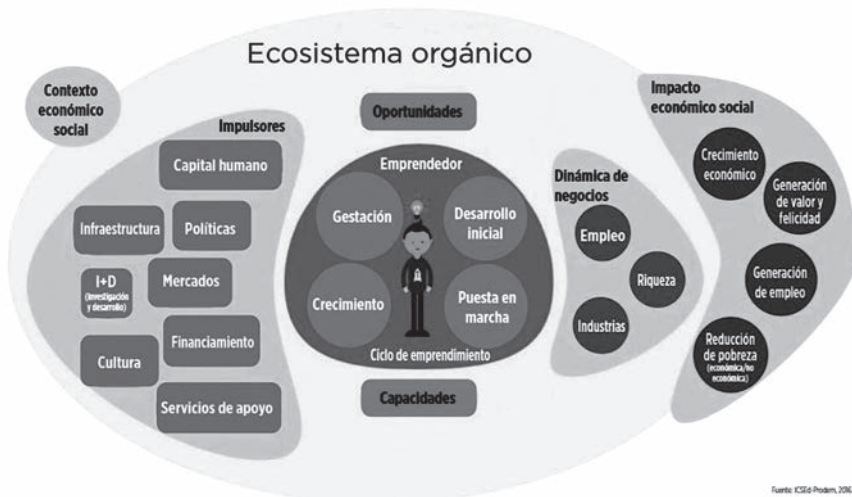 Ecosistema orgánico
Contexto
económico
social
Impulsores
Capital humano
Infraestructura
Políticas
I+D
(investigación
y desarrollo)
Mercados
Cultura
Financiamiento
Servicios de apoyo
Oportunidades
Emprendedor
Gestación
Desarrollo
inicial
Crecimiento
Puesta en
marcha
Ciclo de emprendimiento
Capacidades
Dinámica de
negocios
Empleo
Riqueza
Industrias
Impacto
económico social
Crecimiento
económico
Generación
de valor y
felicidad
Generación
de empleo
Reducción
de pobreza
(económica/no
económica)
Fuente: ICSEd-Prodem, 2016